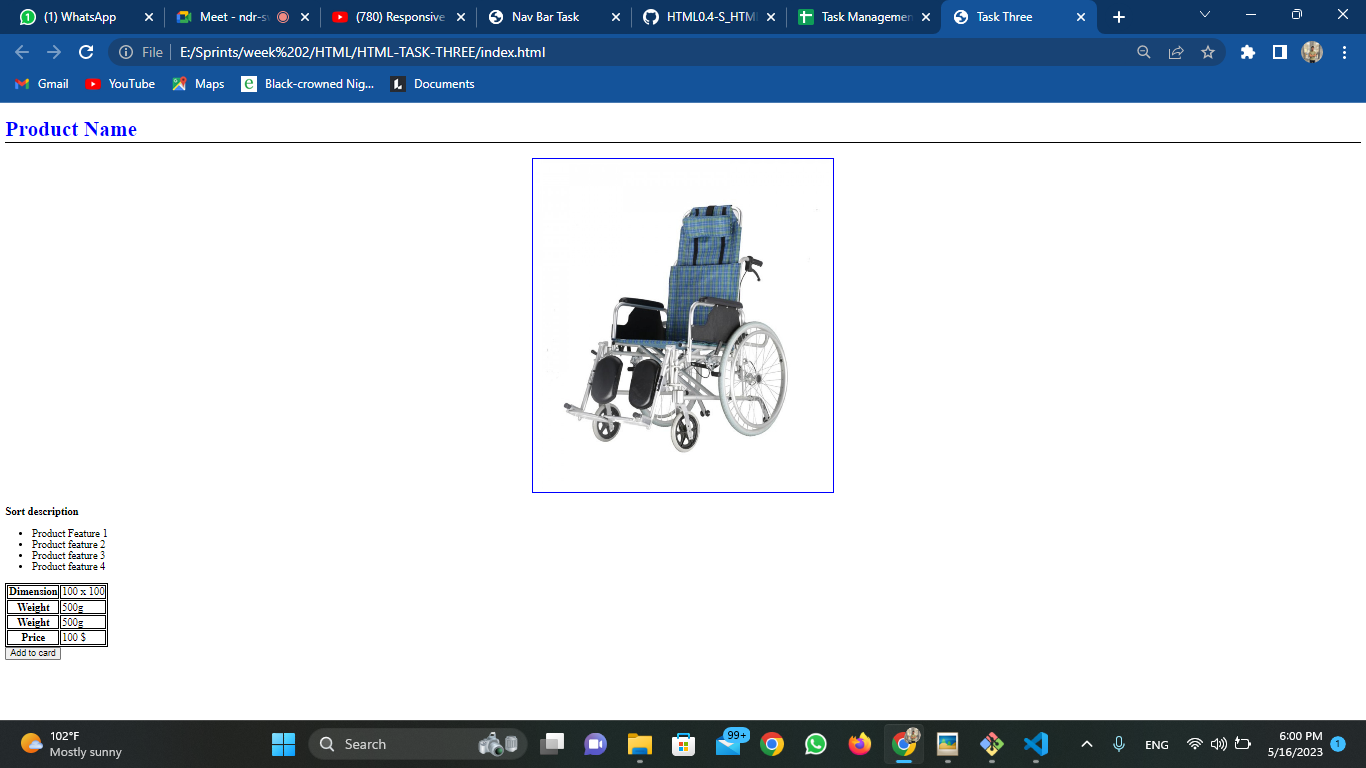 (1) WhatsApp
Meet - ndr-sv
(780) Responsive
Nav Bar Task
HTML0.4-S_HTM
Task Managemen
Task Three
File
E:/Sprints/week%202/HTML/HTML-TASK-THREE/index.html
Gmail
YouTube
Maps
Black-crowned Nig...
Documents
Product Name
Sort description
• Product Feature 1
• Product feature 2
• Product feature 3
• Product feature 4
Dimension 100 x 100
Weight 500g
Weight 500g
Price 100 $
Add to card
102°F
Mostly sunny
Search
99+
ENG
6:00 PM
5/16/2023
1